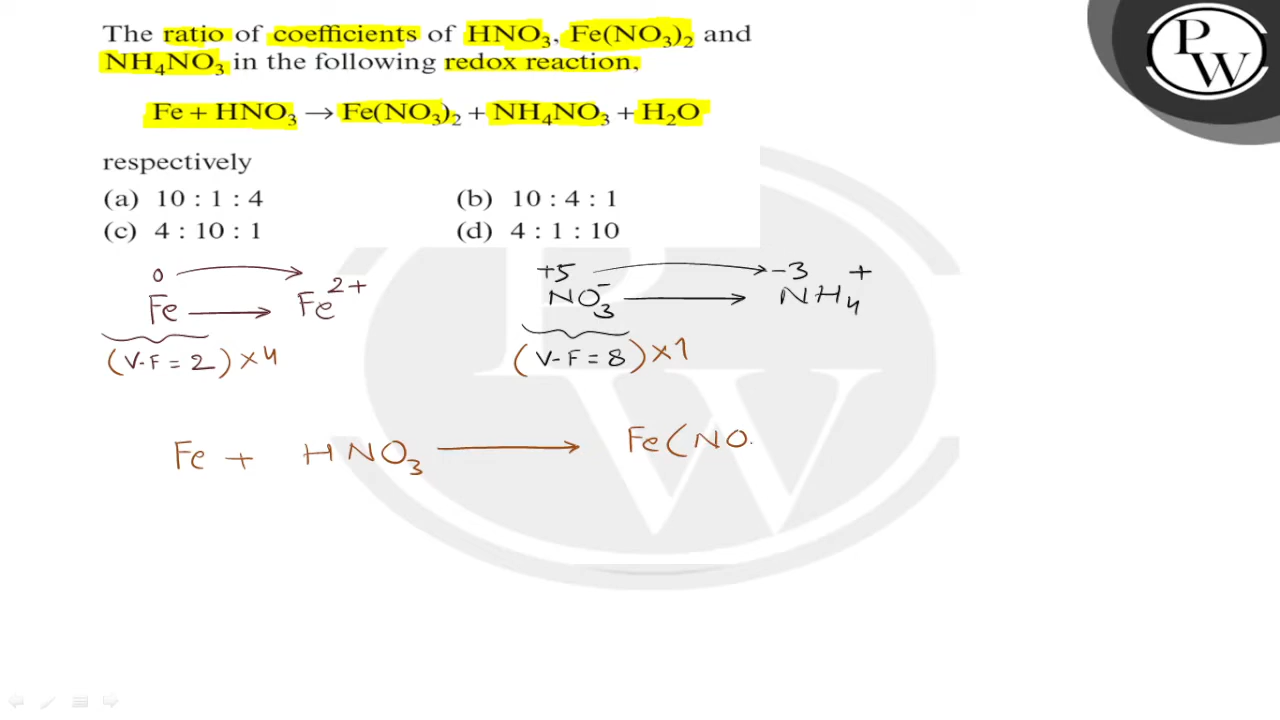 The ratio of coefficients of HNO₃, Fe(NO₃)₂ and
NH₄NO₃ in the following redox reaction,
Fe + HNO₃ → Fe(NO₃)₂ + NH₄NO₃ + H₂O
respectively
(a) 10 : 1 : 4 (b) 10 : 4 : 1
(c) 4 : 10 : 1 (d) 4 : 1 : 10
0 +5 -3 +
Fe → Fe²⁺ NO₃⁻ → NH₄
(V-F = 2) × 4 (V-F = 8) × 1
Fe + HNO₃ → Fe(NO
P
W